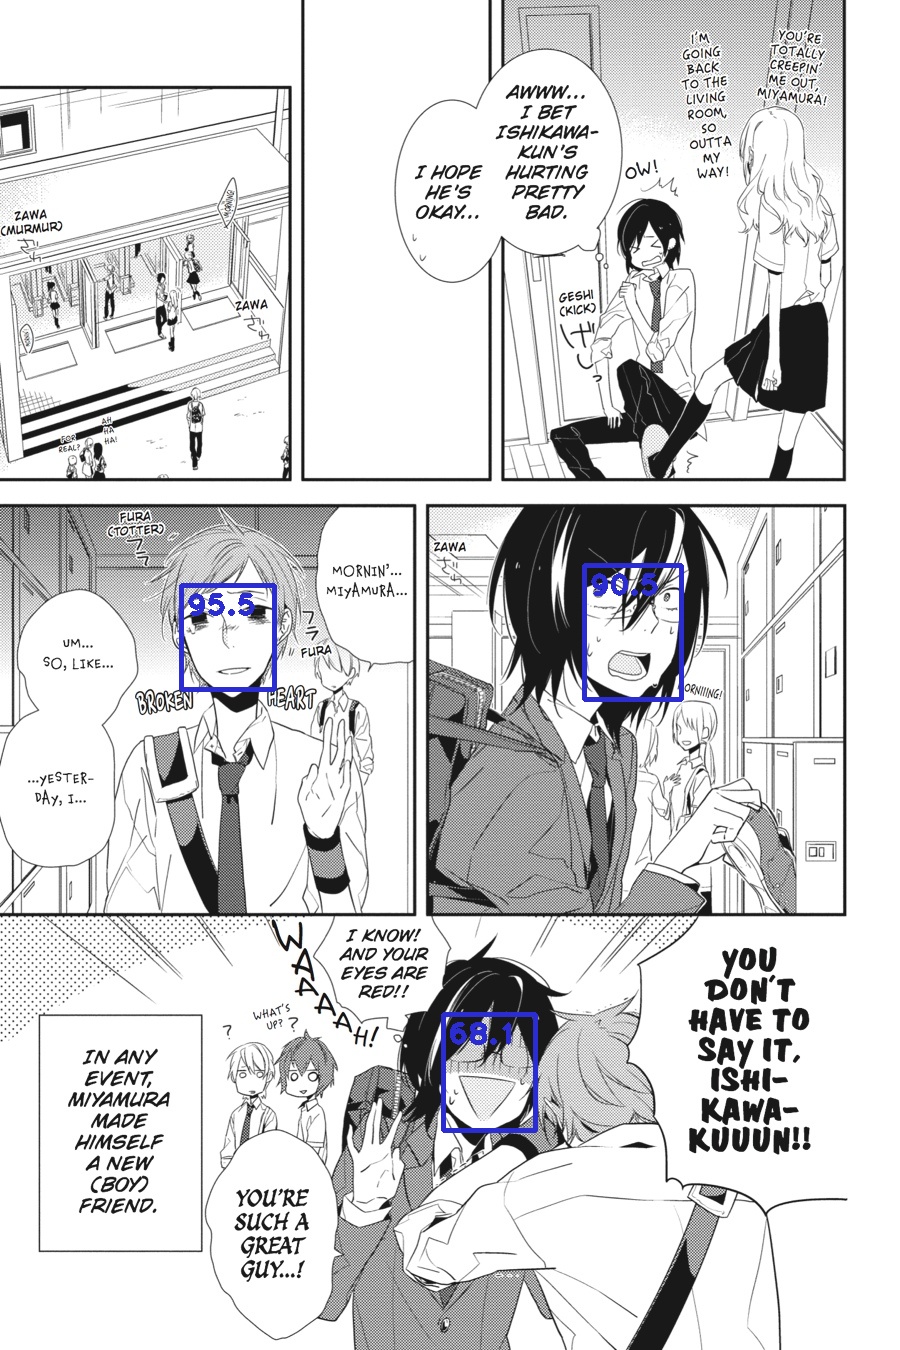 YOU'RE
TOTALLY
CREEPIN'
ME OUT,
MIYAMURA!
I'M
GOING
BACK
TO THE
LIVING
ROOM,
SO
OUTTA
MY
WAY!
OW!
GESHI
(KICK)
AWWW...
I BET
ISHIKAWA-
KUN'S
HURTING
PRETTY
BAD.
I HOPE
HE'S
OKAY...
ZAWA
(MURMUR)
MORNING!
ZAWA
FOR
REAL?
AH
HA
HA!
ZAWA
90.5
MORNIIING!
FURA
(TOTTER)
MORNIN'...
MIYAMURA...
95.5
FURA
BROKEN HEART
UM...
SO, LIKE...
...YESTER-
DAY, I...
YOU
DON'T
HAVE TO
SAY IT,
ISHI-
KAWA-
KUUUN!!
I KNOW!
AND YOUR
EYES ARE
RED!!
WAAAAAH!
68.1
WHAT'S
UP?
?
?
IN ANY
EVENT,
MIYAMURA
MADE
HIMSELF
A NEW
(BOY)
FRIEND.
YOU'RE
SUCH A
GREAT
GUY...!